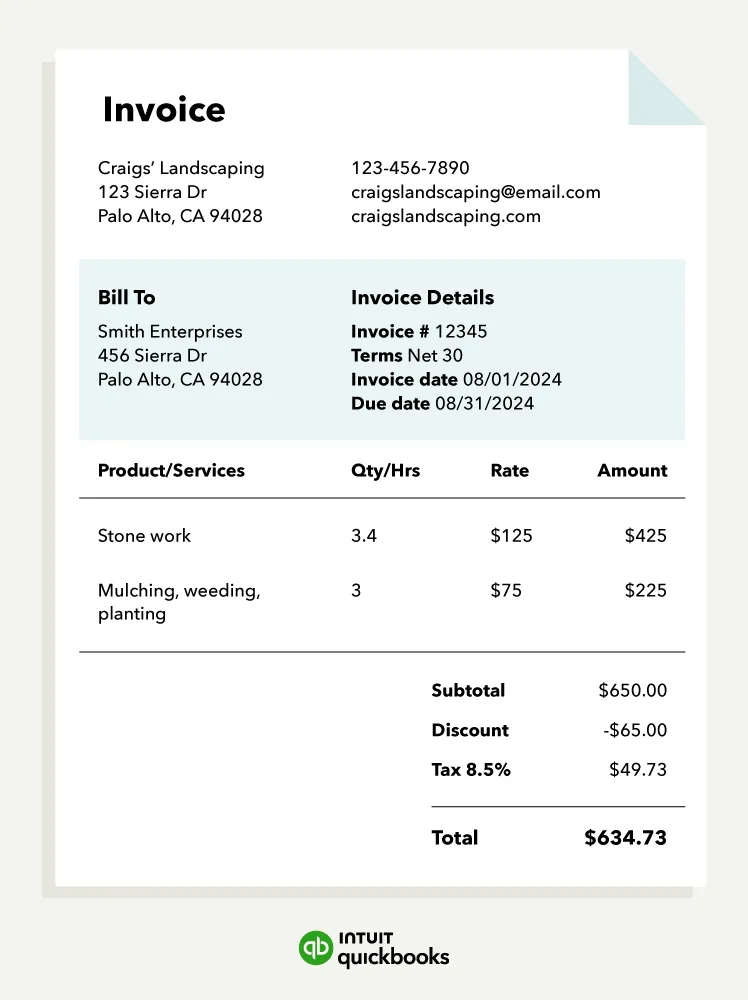 Invoice
Craigs’ Landscaping
123 Sierra Dr
Palo Alto, CA 94028
123-456-7890
craigslandscaping@email.com
craigslandscaping.com
Bill To
Smith Enterprises
456 Sierra Dr
Palo Alto, CA 94028
Invoice Details
Invoice # 12345
Terms Net 30
Invoice date 08/01/2024
Due date 08/31/2024
Product/Services Qty/Hrs Rate Amount
Stone work 3.4 $125 $425
Mulching, weeding, 3 $75 $225
planting
Subtotal $650.00
Discount -$65.00
Tax 8.5% $49.73
Total $634.73
qb INTUIT
quickbooks